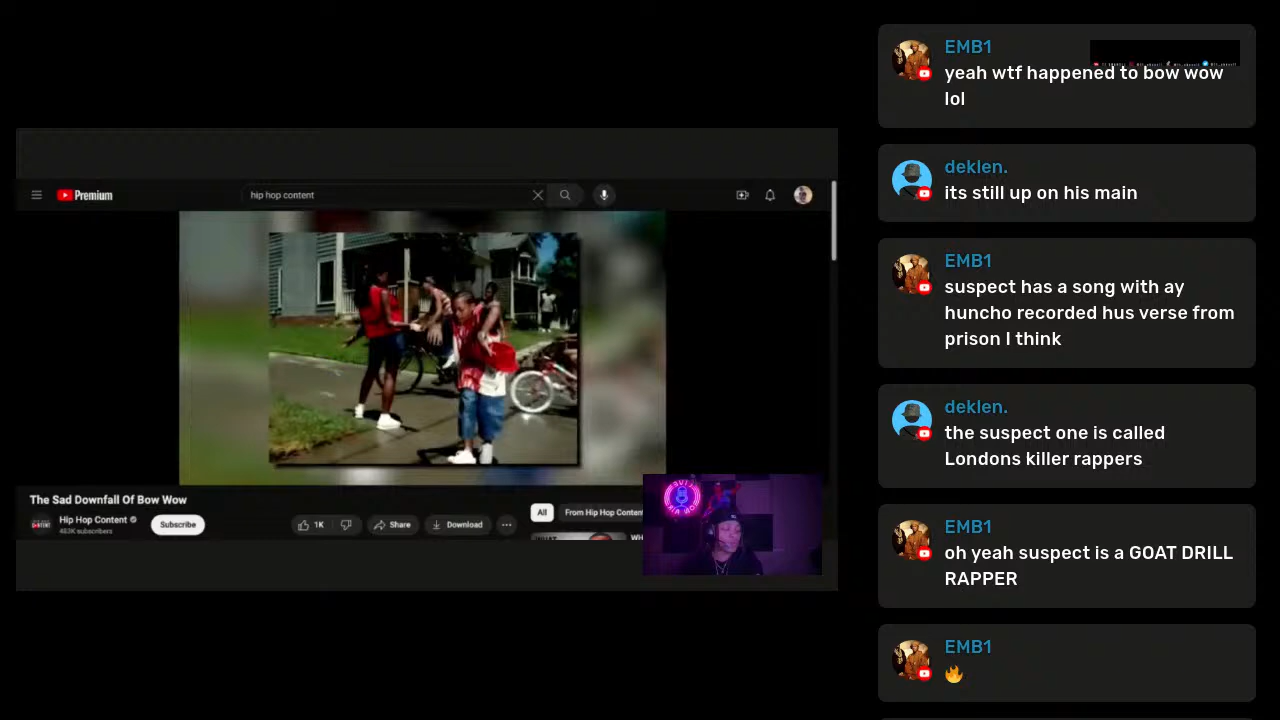 EMB1
yeah wtf happened to bow wow
lol
deklen.
its still up on his main
EMB1
suspect has a song with ay
huncho recorded hus verse from
prison I think
deklen.
the suspect one is called
Londons killer rappers
EMB1
oh yeah suspect is a GOAT DRILL
RAPPER
EMB1
🔥
Premium
hip hop content
The Sad Downfall Of Bow Wow
Hip Hop Content
subscribers
Subscribe
1K
Share
Download
All
From Hip Hop Conten